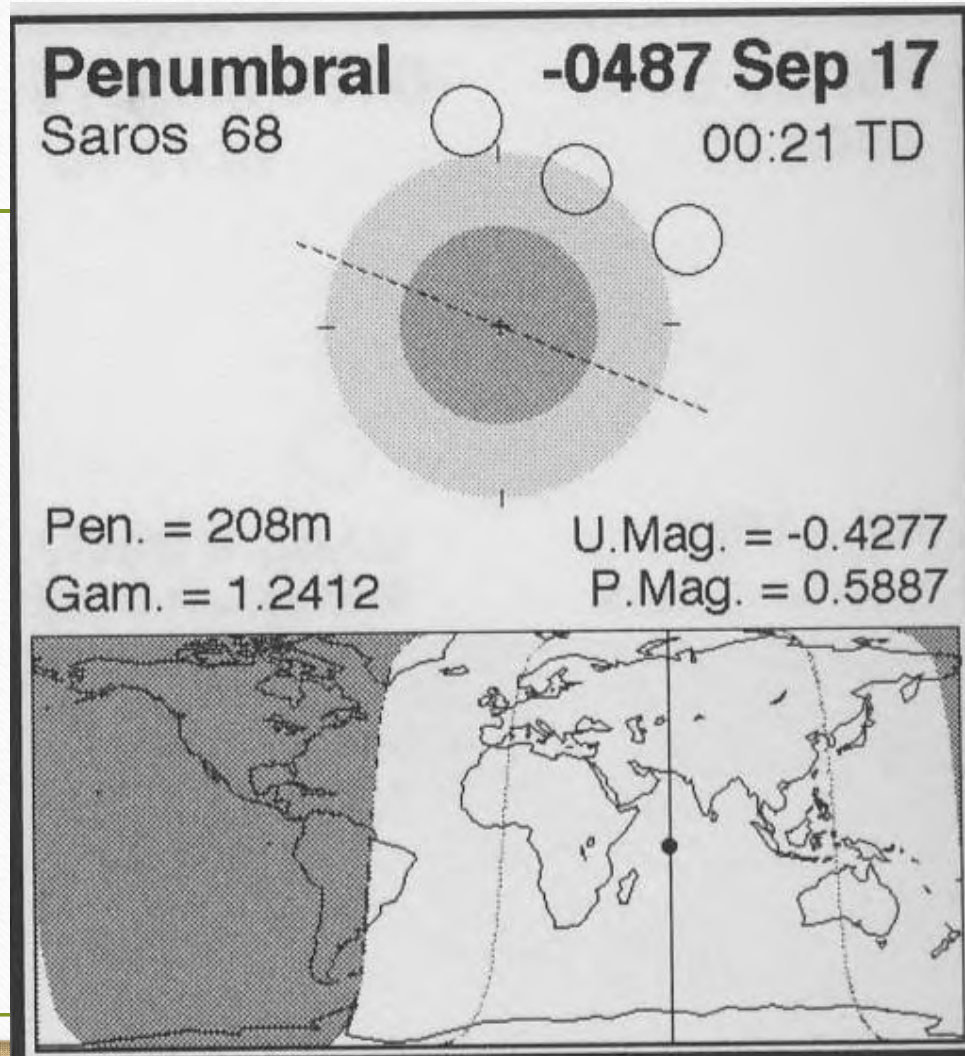 Penumbral -0487 Sep 17
Saros 68 00:21 TD
Pen. = 208m U.Mag. = -0.4277
Gam. = 1.2412 P.Mag. = 0.5887